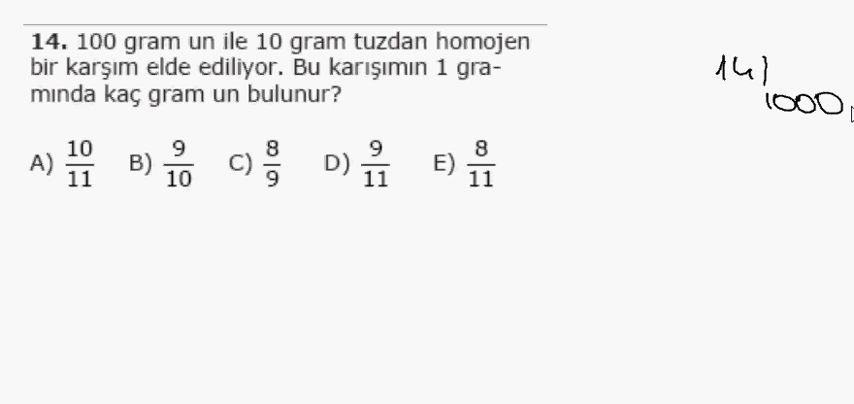 14. 100 gram un ile 10 gram tuzdan homojen
bir karşım elde ediliyor. Bu karışımın 1 gra-
mında kaç gram un bulunur?
A) 10/11 B) 9/10 C) 8/9 D) 9/11 E) 8/11
14)
1000